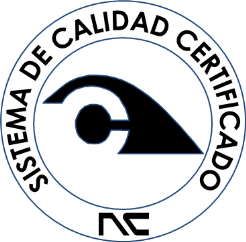 SISTEMA DE CALIDAD CERTIFICADO
NC